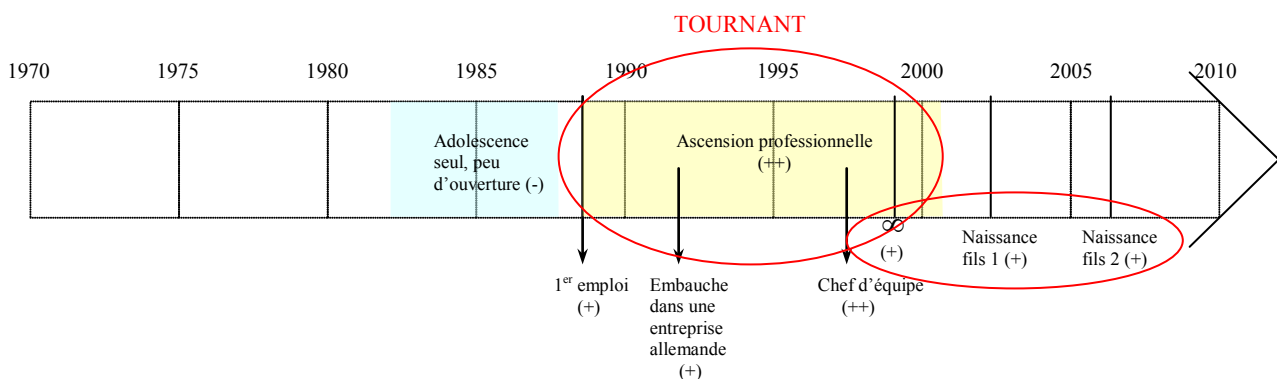 TOURNANT
1970 1975 1980 1985 1990 1995 2000 2005 2010
Adolescence
seul, peu
d'ouverture (-)
Ascension professionnelle
(++)
∞
(+)
Naissance
fils 1 (+)
Naissance
fils 2 (+)
1er emploi
(+)
Embauche
dans une
entreprise
allemande
(+)
Chef d'équipe
(++)